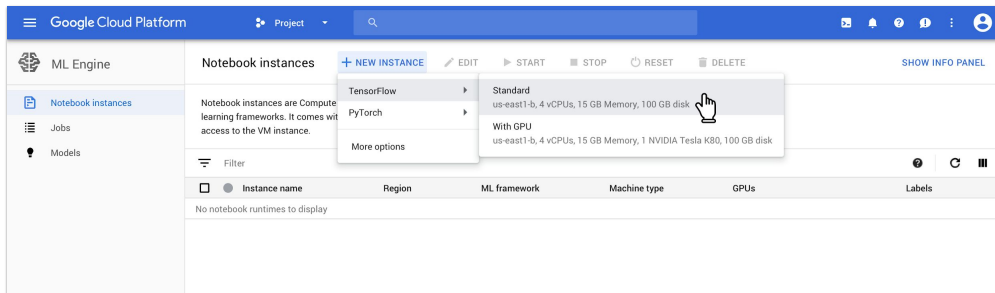 Google Cloud Platform
Project
ML Engine
Notebook instances
NEW INSTANCE
EDIT
START
STOP
RESET
DELETE
SHOW INFO PANEL
Notebook instances
Jobs
Models
Notebook instances are Compute
learning frameworks. It comes wit
access to the VM instance.
TensorFlow
PyTorch
More options
Standard
us-east1-b, 4 vCPUs, 15 GB Memory, 100 GB disk
With GPU
us-east1-b, 4 vCPUs, 15 GB Memory, 1 NVIDIA Tesla K80, 100 GB disk
Filter
Instance name
Region
ML framework
Machine type
GPUs
Labels
No notebook runtimes to display